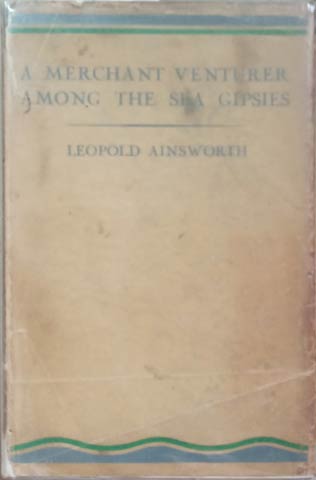 A MERCHANT VENTURER
AMONG THE SEA GIPSIES
LEOPOLD AINSWORTH